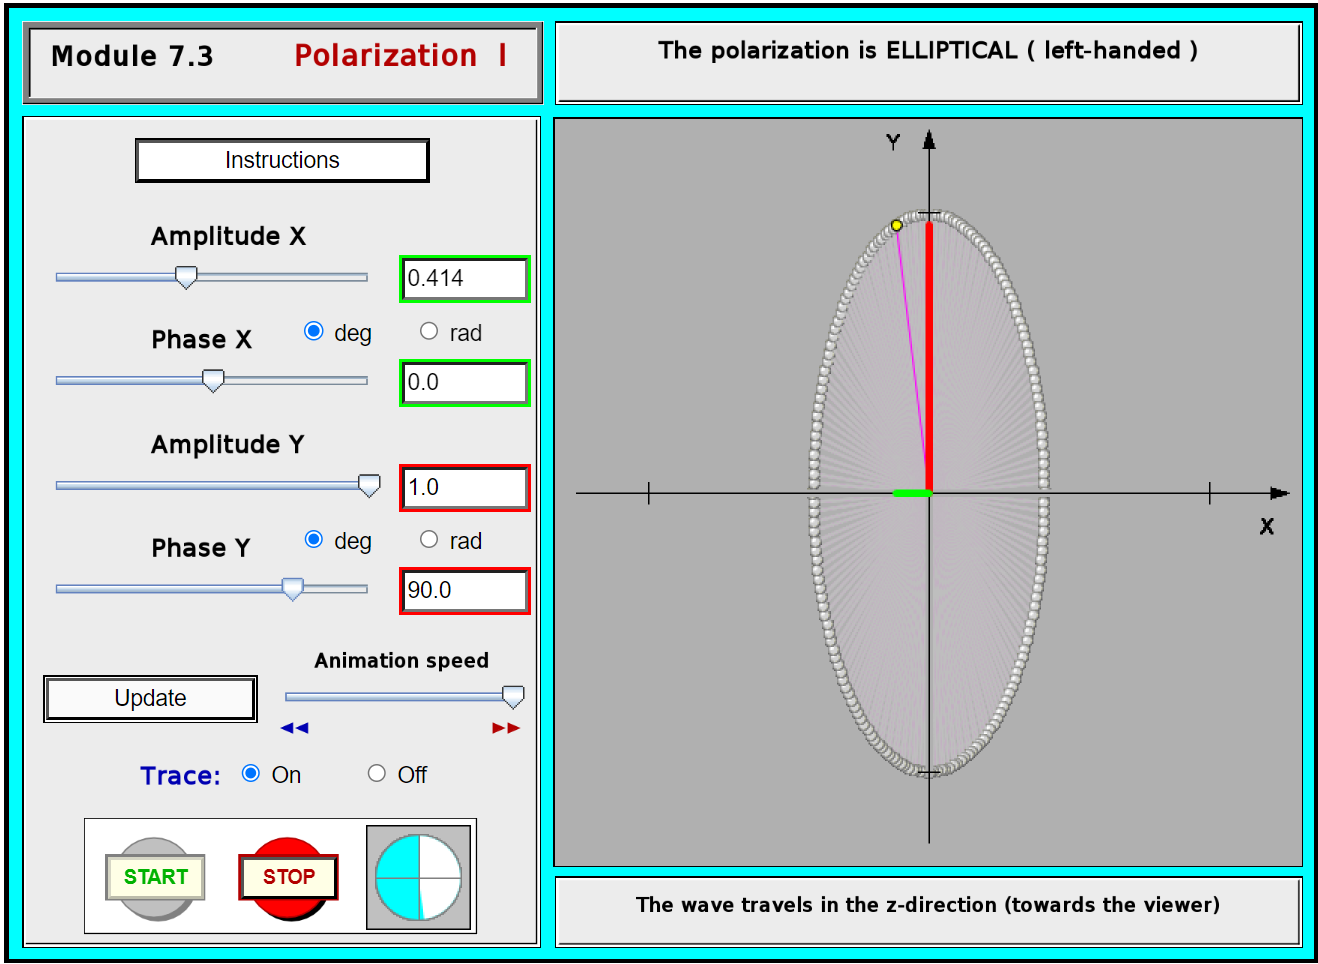 Module 7.3 Polarization I
The polarization is ELLIPTICAL ( left-handed )
Instructions
Amplitude X
0.414
Phase X
deg
rad
0.0
Amplitude Y
1.0
Phase Y
deg
rad
90.0
Animation speed
Update
Trace:
On
Off
START
STOP
Y
X
The wave travels in the z-direction (towards the viewer)